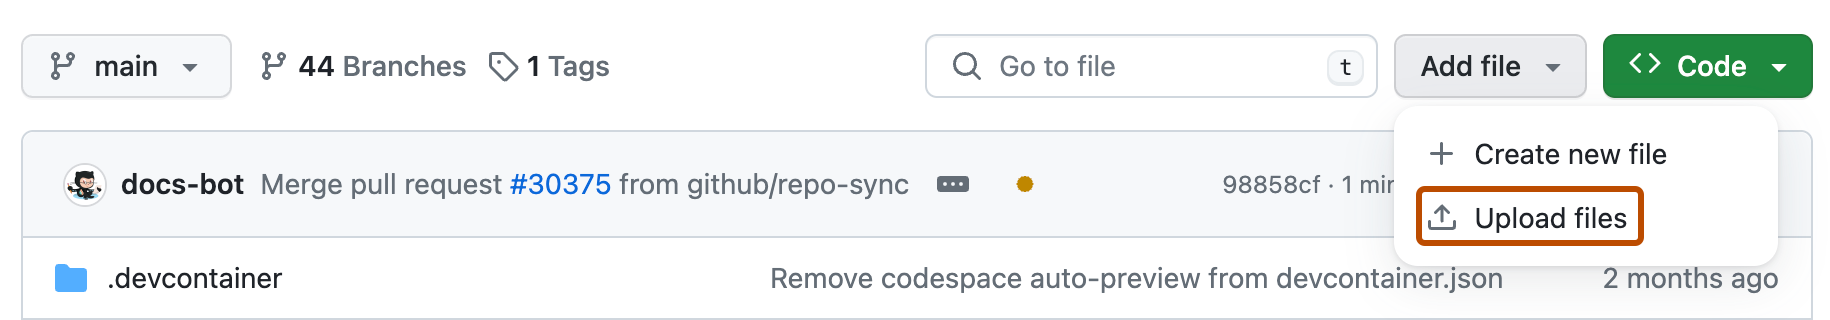 main 44 Branches 1 Tags Go to file t Add file Code
Create new file
docs-bot Merge pull request #30375 from github/repo-sync 98858cf · 1 min
Upload files
.devcontainer Remove codespace auto-preview from devcontainer.json 2 months ago